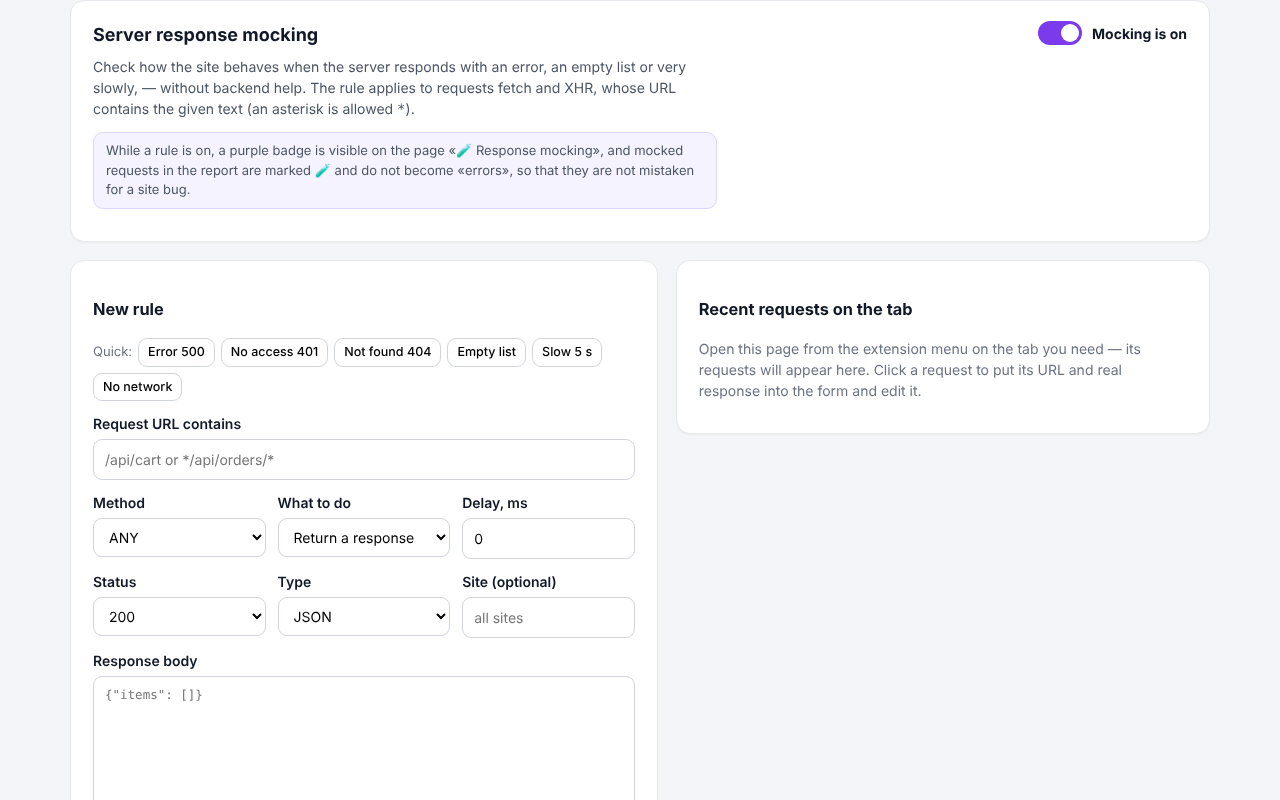 Server response mocking
Mocking is on
Check how the site behaves when the server responds with an error, an empty list or very
slowly, — without backend help. The rule applies to requests fetch and XHR, whose URL
contains the given text (an asterisk is allowed *).
While a rule is on, a purple badge is visible on the page «🧪 Response mocking», and mocked
requests in the report are marked 🧪 and do not become «errors», so that they are not mistaken
for a site bug.
New rule
Quick: Error 500 No access 401 Not found 404 Empty list Slow 5 s
No network
Request URL contains
/api/cart or */api/orders/*
Method What to do Delay, ms
ANY Return a response 0
Status Type Site (optional)
200 JSON all sites
Response body
{"items": []}
Recent requests on the tab
Open this page from the extension menu on the tab you need — its
requests will appear here. Click a request to put its URL and real
response into the form and edit it.